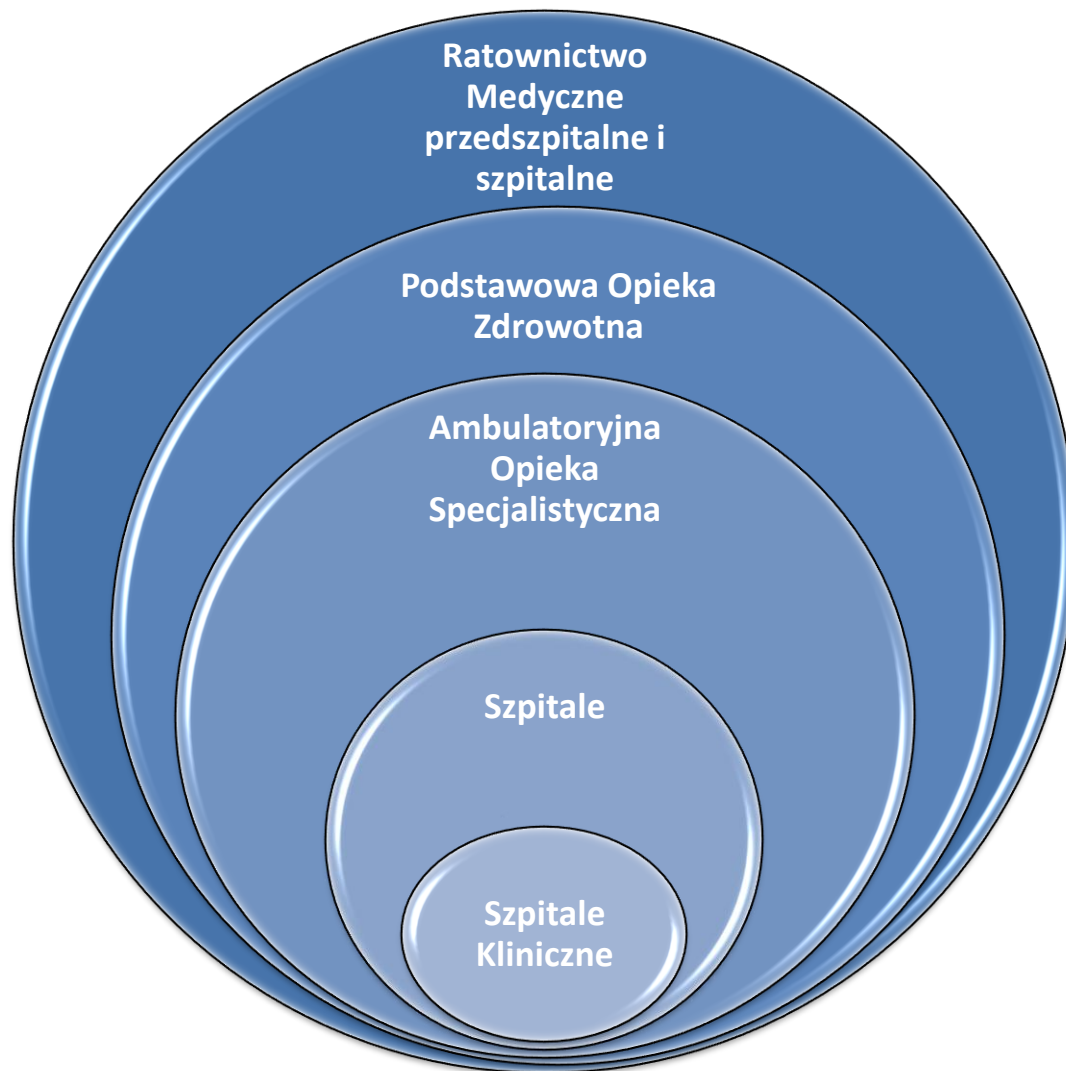 Ratownictwo
Medyczne
przedszpitalne i
szpitalne
Podstawowa Opieka
Zdrowotna
Ambulatoryjna
Opieka
Specjalistyczna
Szpitale
Szpitale
Kliniczne